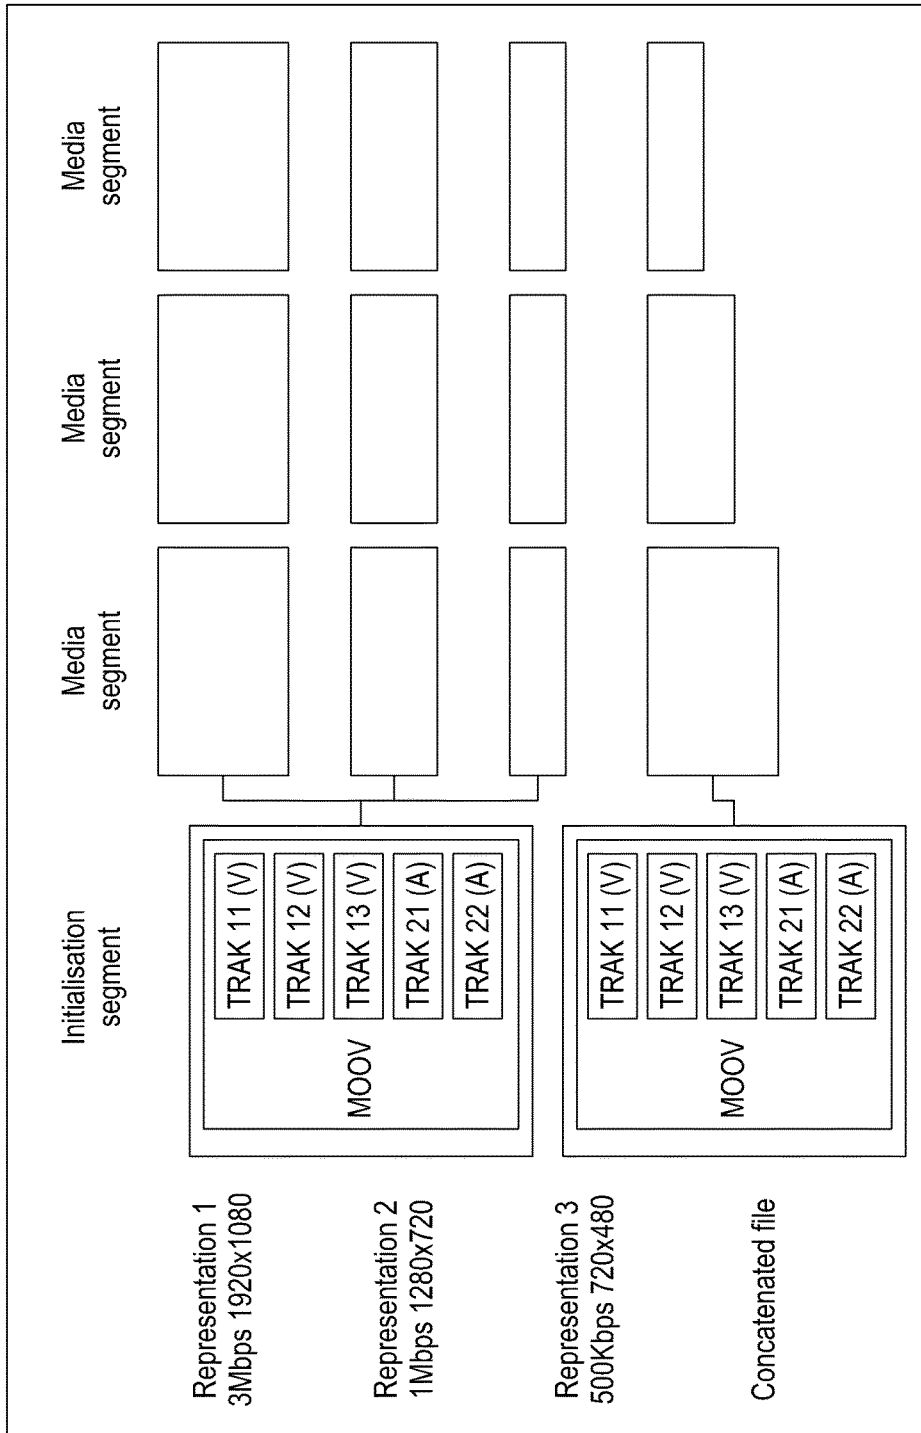 Initialisation
segment
Media
segment
Media
segment
Media
segment
Representation 1
3Mbps 1920x1080
Representation 2
1Mbps 1280x720
Representation 3
500Kbps 720x480
Concatenated file
MOOV
TRAK 11 (V)
TRAK 12 (V)
TRAK 13 (V)
TRAK 21 (A)
TRAK 22 (A)
MOOV
TRAK 11 (V)
TRAK 12 (V)
TRAK 13 (V)
TRAK 21 (A)
TRAK 22 (A)